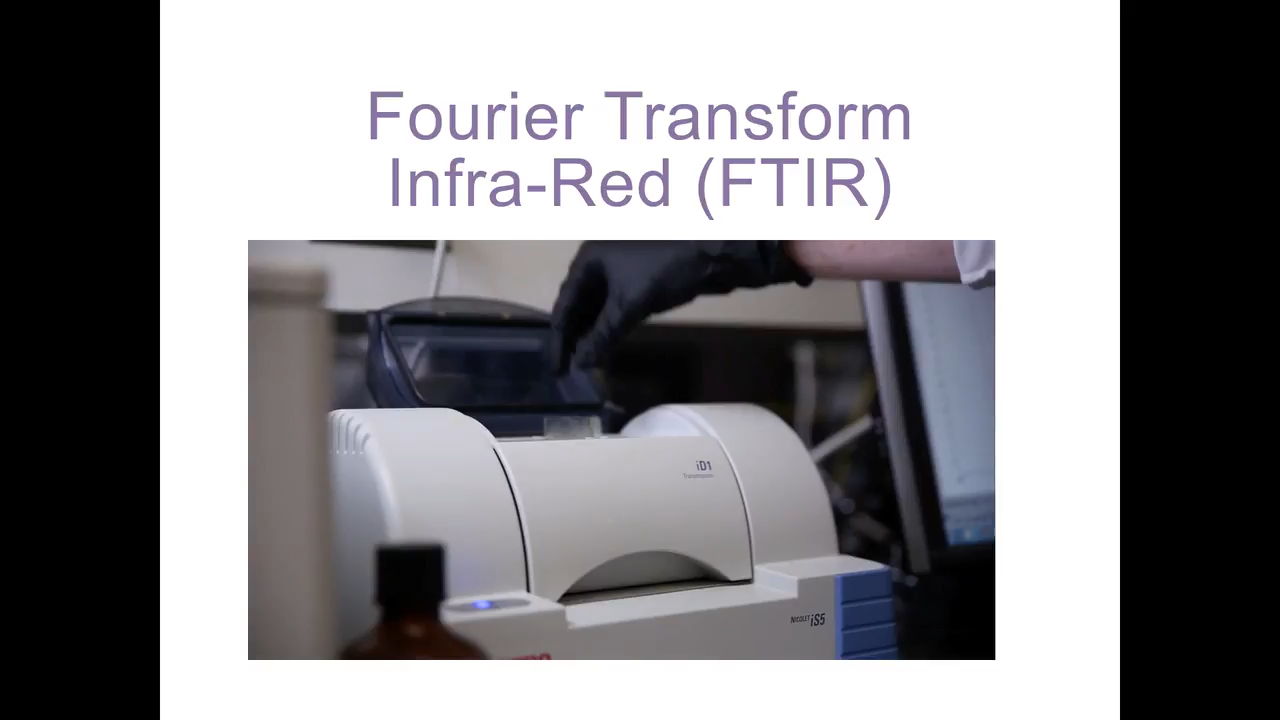 Fourier Transform
Infra-Red (FTIR)
iD1
Transmission
NICOLET iS5